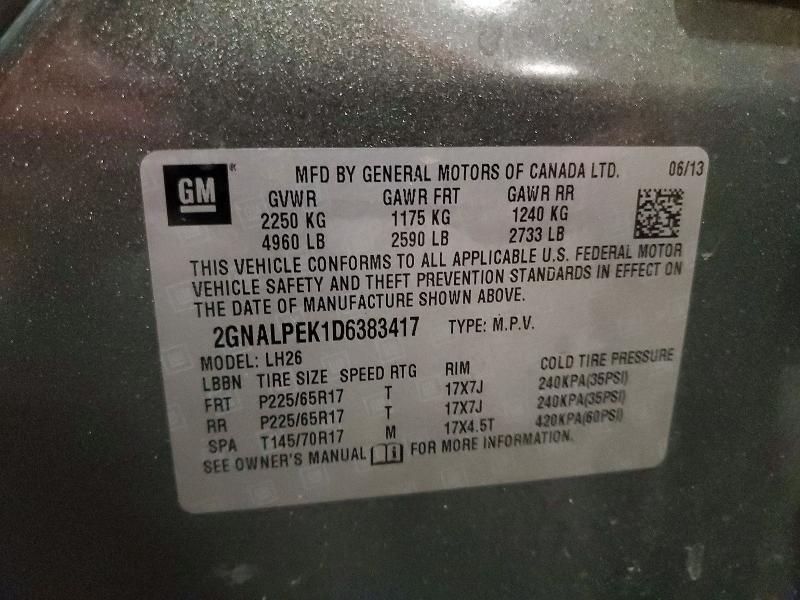 GM
MFD BY GENERAL MOTORS OF CANADA LTD. 06/13
GVWR GAWR FRT GAWR RR
2250 KG 1175 KG 1240 KG
4960 LB 2590 LB 2733 LB
THIS VEHICLE CONFORMS TO ALL APPLICABLE U.S. FEDERAL MOTOR
VEHICLE SAFETY AND THEFT PREVENTION STANDARDS IN EFFECT ON
THE DATE OF MANUFACTURE SHOWN ABOVE.
2GNALPEK1D6383417 TYPE: M.P.V.
MODEL: LH26
LBBN TIRE SIZE SPEED RTG RIM COLD TIRE PRESSURE
FRT P225/65R17 T 17X7J 240KPA(35PSI)
RR P225/65R17 T 17X7J 240KPA(35PSI)
SPA T145/70R17 M 17X4.5T 420KPA(60PSI)
SEE OWNER'S MANUAL i FOR MORE INFORMATION.